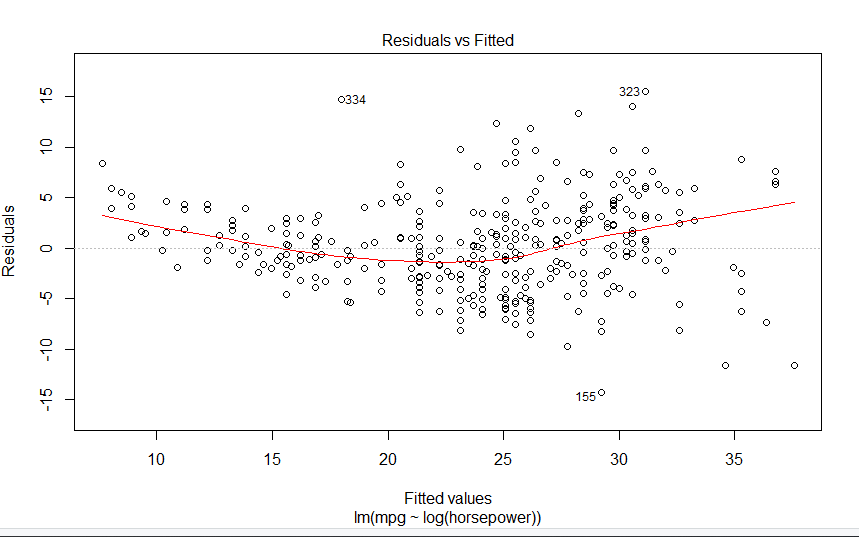 Residuals vs Fitted
Residuals
15
10
5
0
-5
-10
-15
334
323
155
10 15 20 25 30 35
Fitted values
lm(mpg ~ log(horsepower))